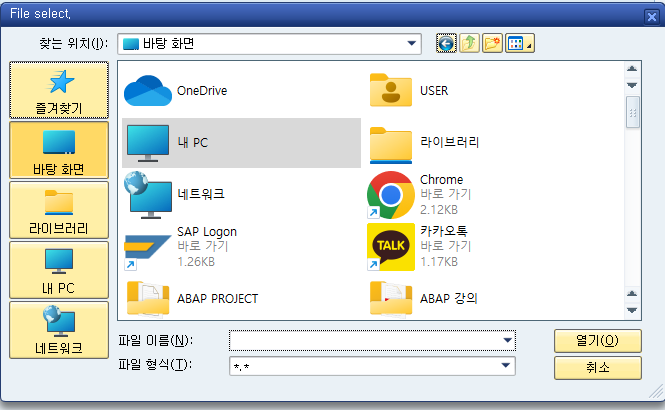 File select.
찾는 위치(I):
바탕 화면
즐겨찾기
바탕 화면
라이브러리
내 PC
네트워크
OneDrive
USER
내 PC
라이브러리
네트워크
Chrome
바로 가기
2.12KB
SAP Logon
바로 가기
1.26KB
TALK
카카오톡
바로 가기
1.17KB
ABAP PROJECT
ABAP 강의
파일 이름(N):
열기(O)
파일 형식(T):
*.*
취소